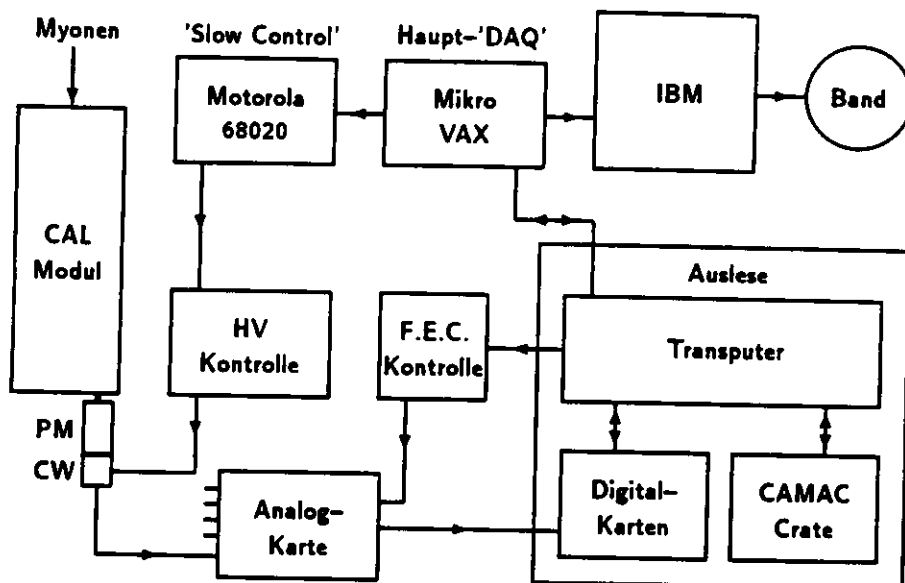 Myonen
'Slow Control'
Haupt-'DAQ'
Motorola
68020
Mikro
VAX
IBM
Band
CAL
Modul
Auslese
HV
Kontrolle
F.E.C.
Kontrolle
Transputer
PM
CW
Analog-
Karte
Digital-
Karten
CAMAC
Crate